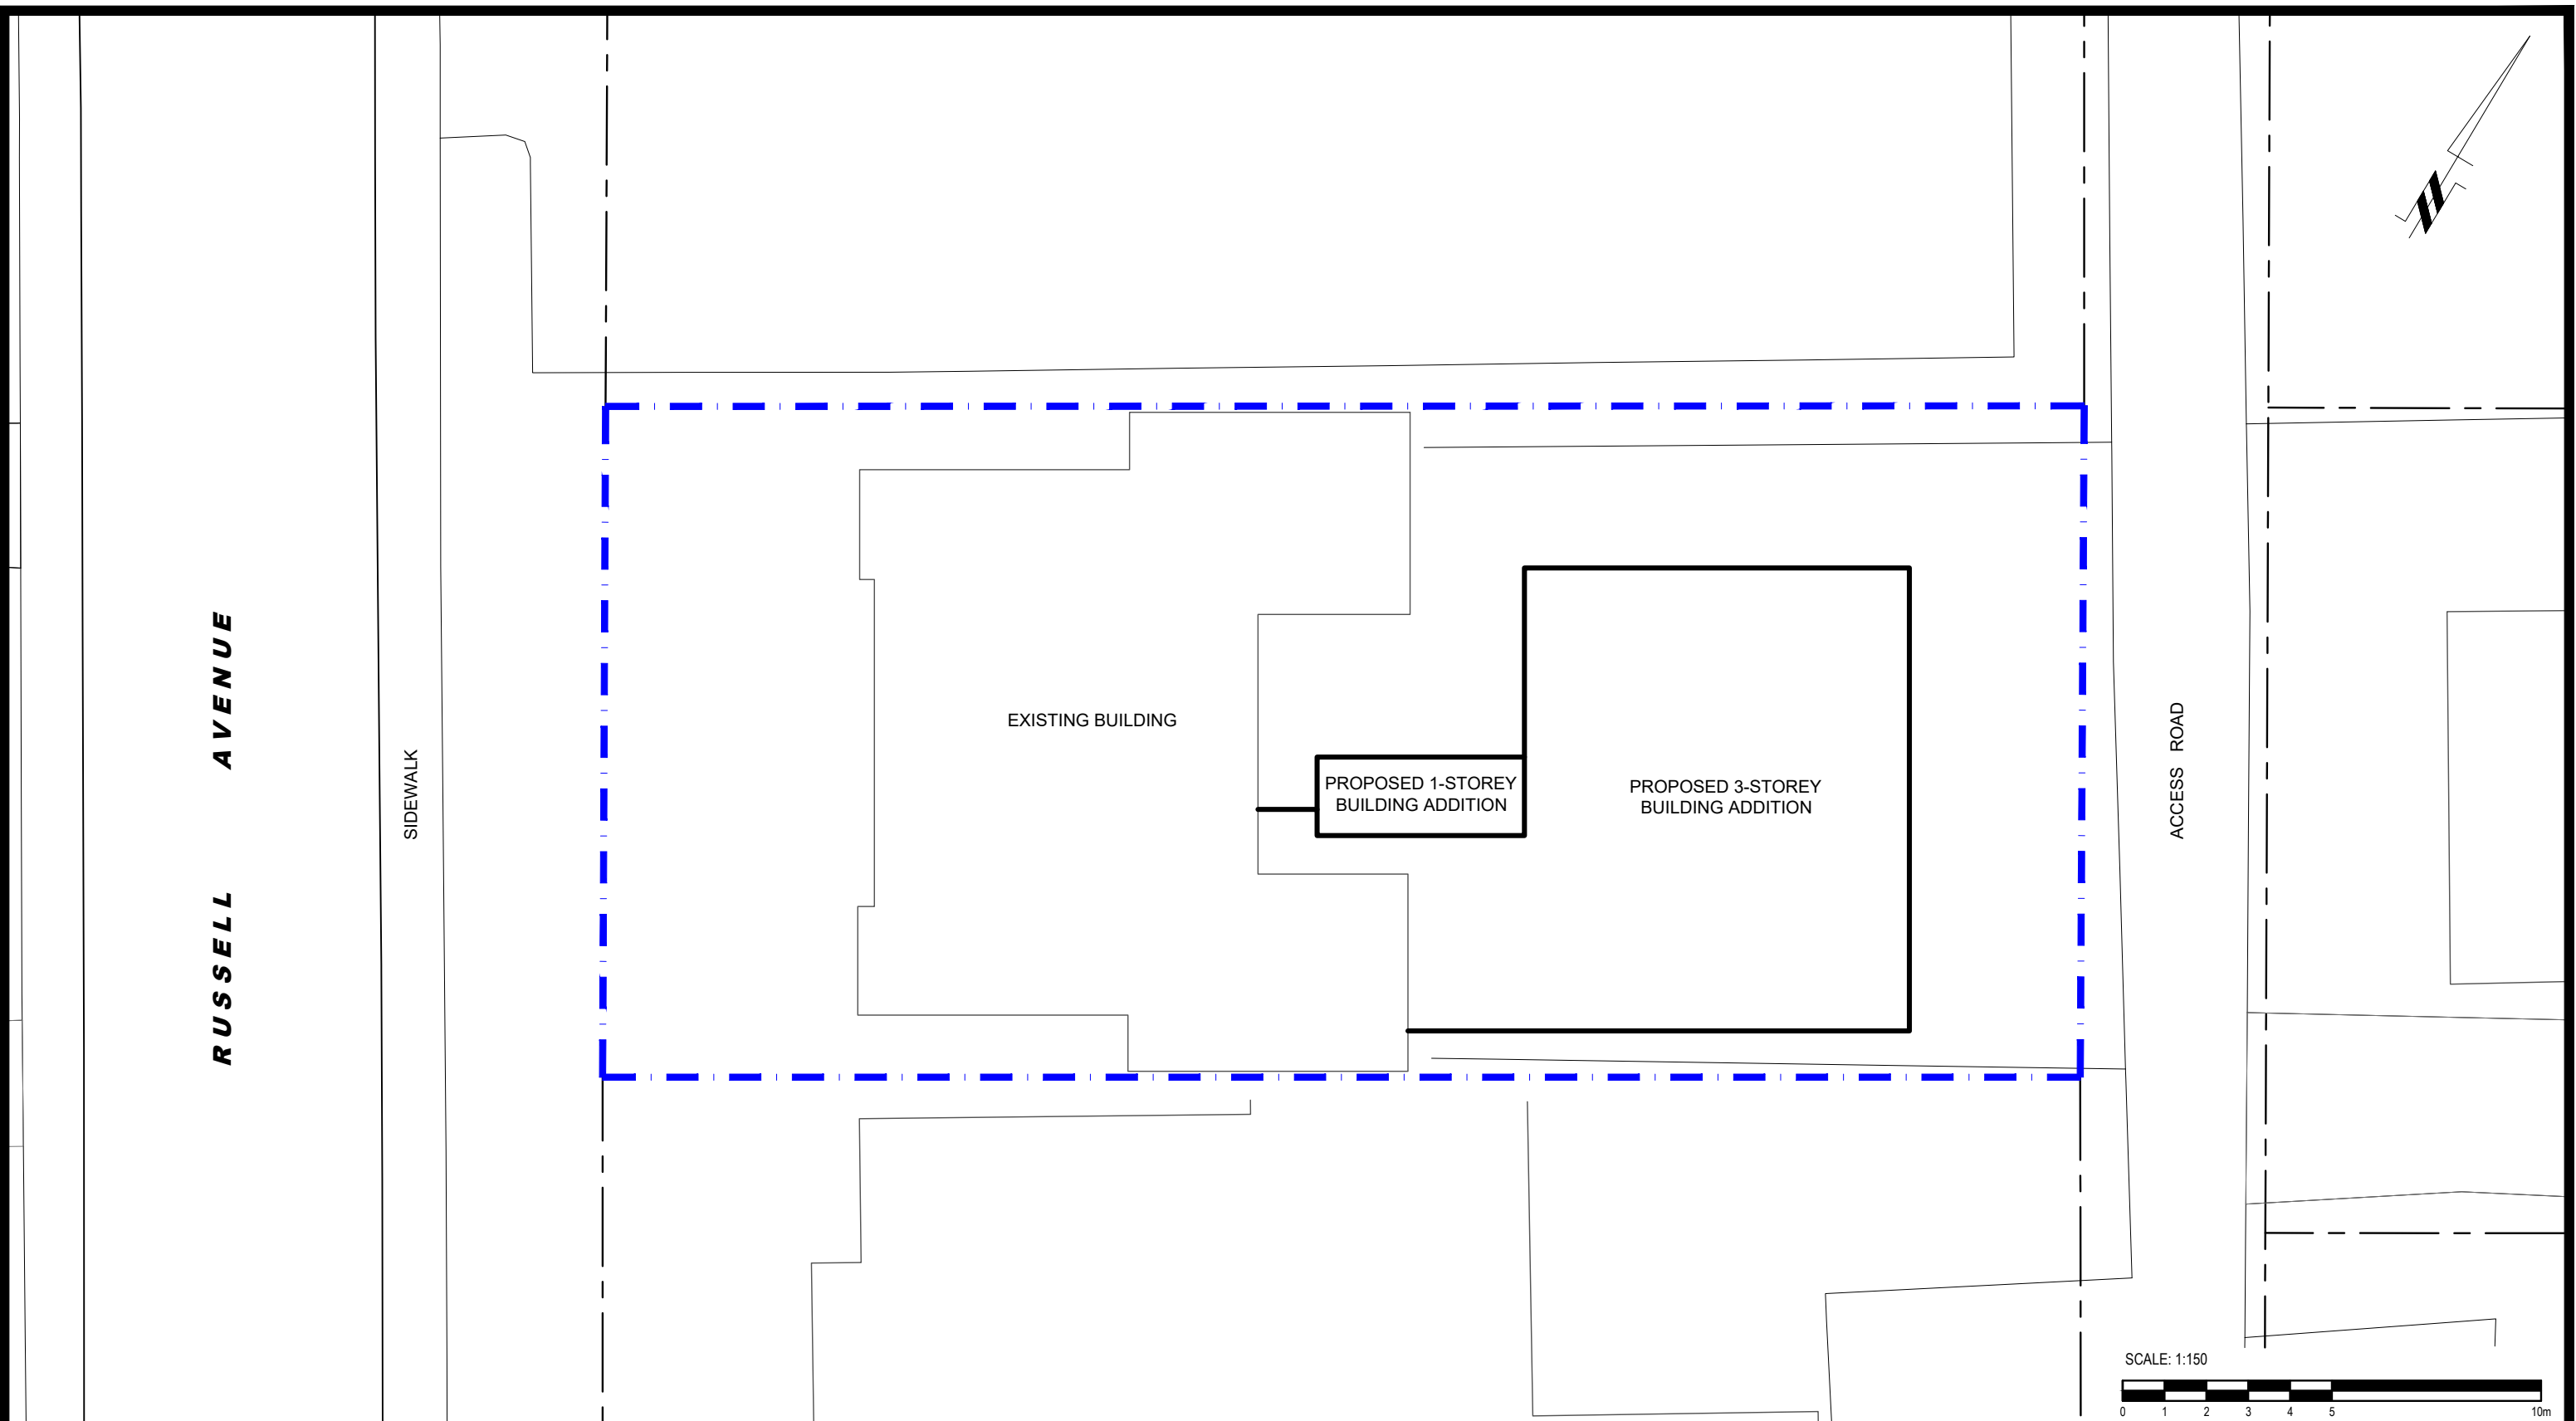 RUSSELL AVENUE
SIDEWALK
EXISTING BUILDING
PROPOSED 1-STOREY
BUILDING ADDITION
PROPOSED 3-STOREY
BUILDING ADDITION
ACCESS ROAD
SCALE: 1:150
0 1 2 3 4 5 10m